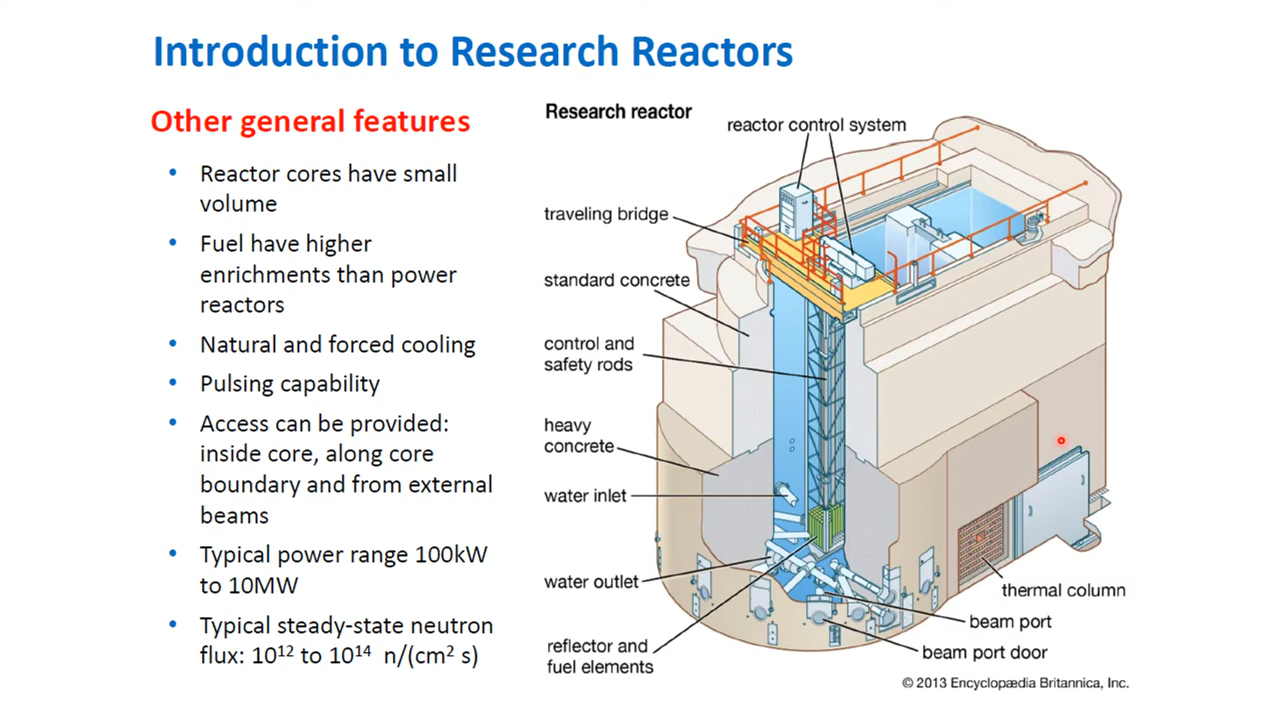 Introduction to Research Reactors
Other general features
• Reactor cores have small
volume
• Fuel have higher
enrichments than power
reactors
• Natural and forced cooling
• Pulsing capability
• Access can be provided:
inside core, along core
boundary and from external
beams
• Typical power range 100kW
to 10MW
• Typical steady-state neutron
flux: 10¹² to 10¹⁴ n/(cm² s)
Research reactor
reactor control system
traveling bridge
standard concrete
control and
safety rods
heavy
concrete
water inlet
water outlet
reflector and
fuel elements
thermal column
beam port
beam port door
© 2013 Encyclopædia Britannica, Inc.